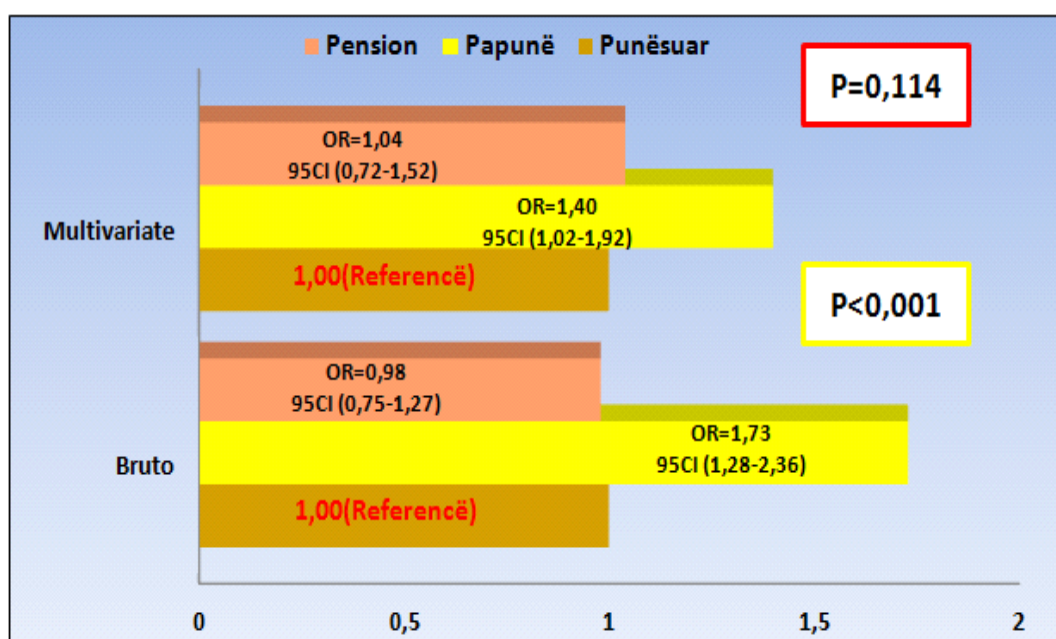 Pension Papunë Punësuar
P=0,114
OR=1,04
95CI (0,72-1,52)
OR=1,40
95CI (1,02-1,92)
Multivariate
1,00(Referencë)
P<0,001
OR=0,98
95CI (0,75-1,27)
OR=1,73
95CI (1,28-2,36)
Bruto
1,00(Referencë)
0 0,5 1 1,5 2